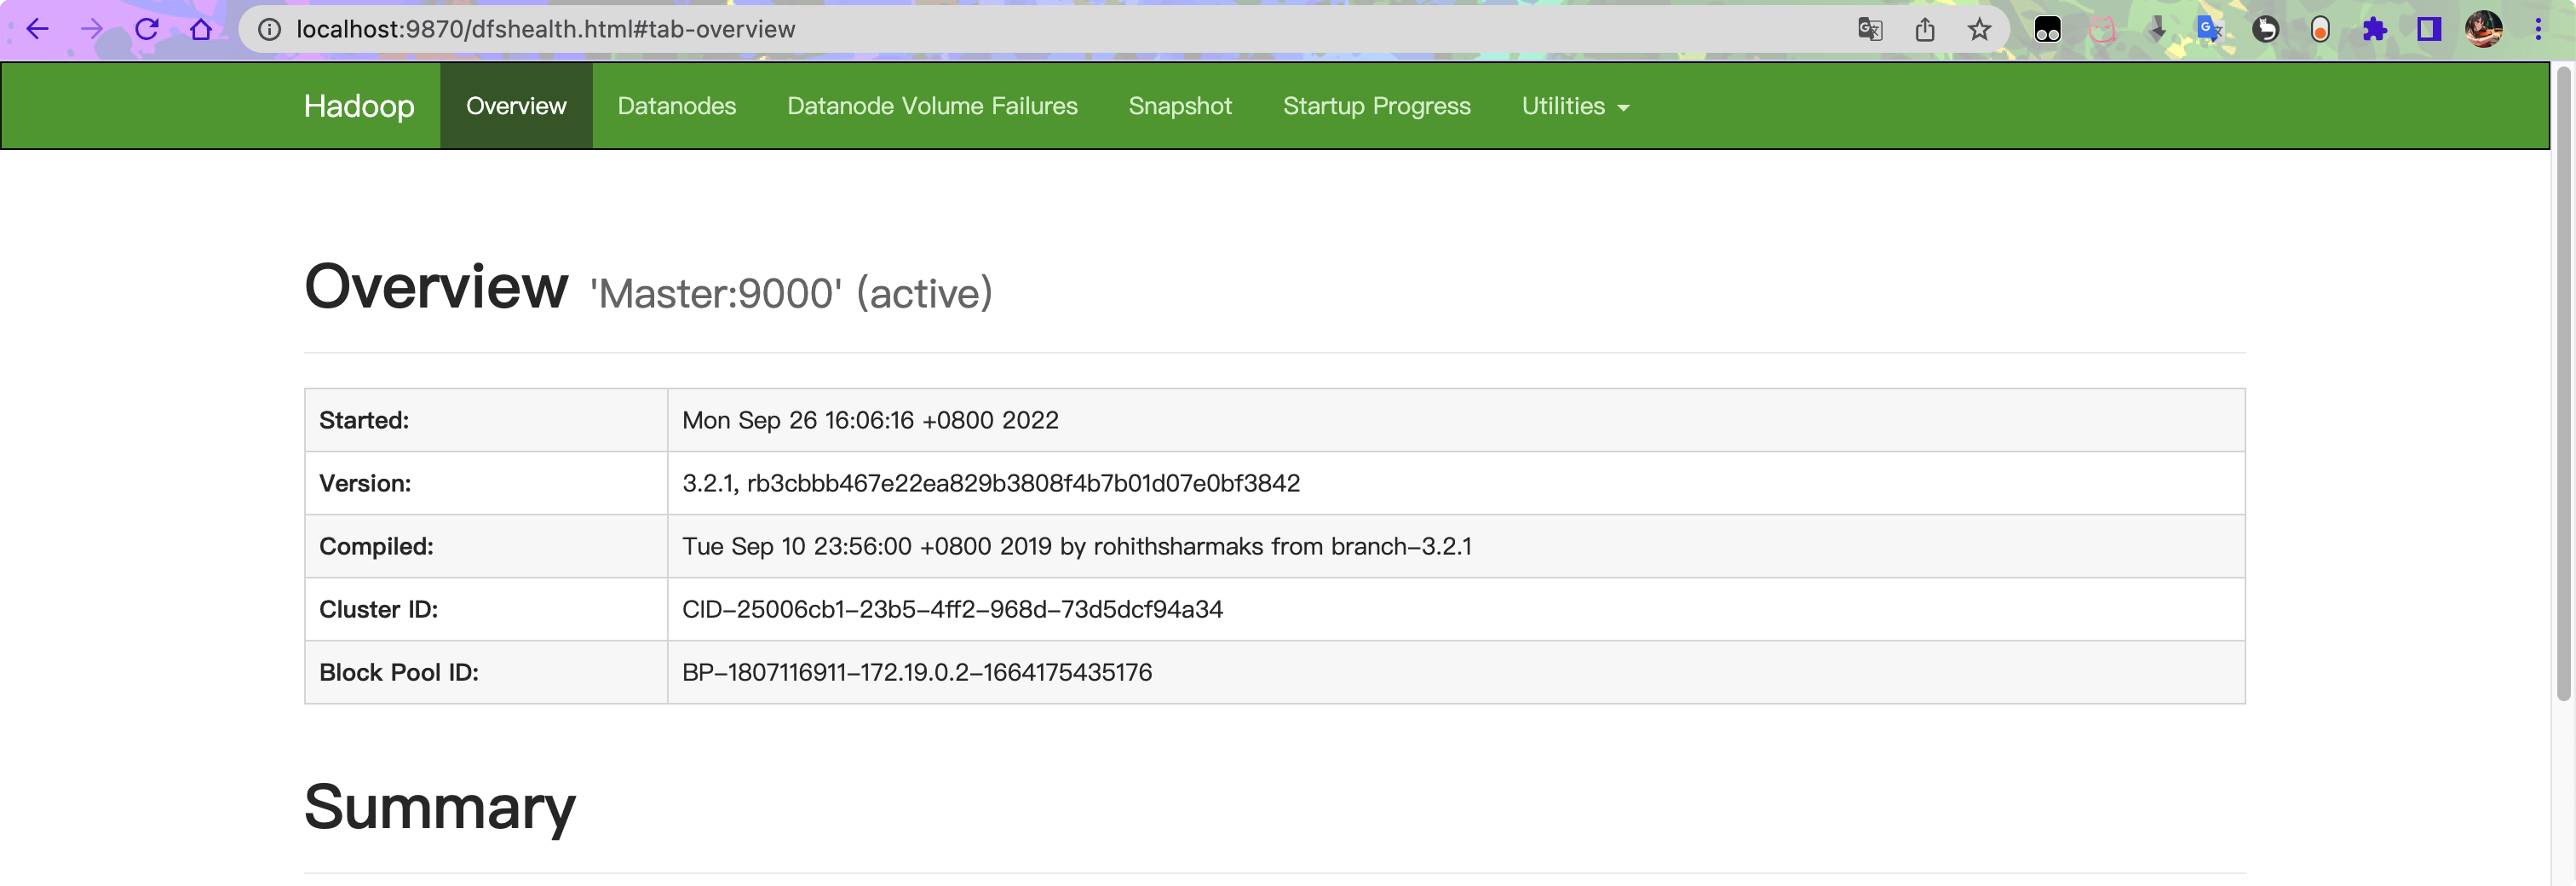 localhost:9870/dfshealth.html#tab-overview
Hadoop Overview Datanodes Datanode Volume Failures Snapshot Startup Progress Utilities
Overview 'Master:9000' (active)
Started: Mon Sep 26 16:06:16 +0800 2022
Version: 3.2.1, rb3cbbb467e22ea829b3808f4b7b01d07e0bf3842
Compiled: Tue Sep 10 23:56:00 +0800 2019 by rohithsharmaks from branch-3.2.1
Cluster ID: CID-25006cb1-23b5-4ff2-968d-73d5dcf94a34
Block Pool ID: BP-1807116911-172.19.0.2-1664175435176
Summary